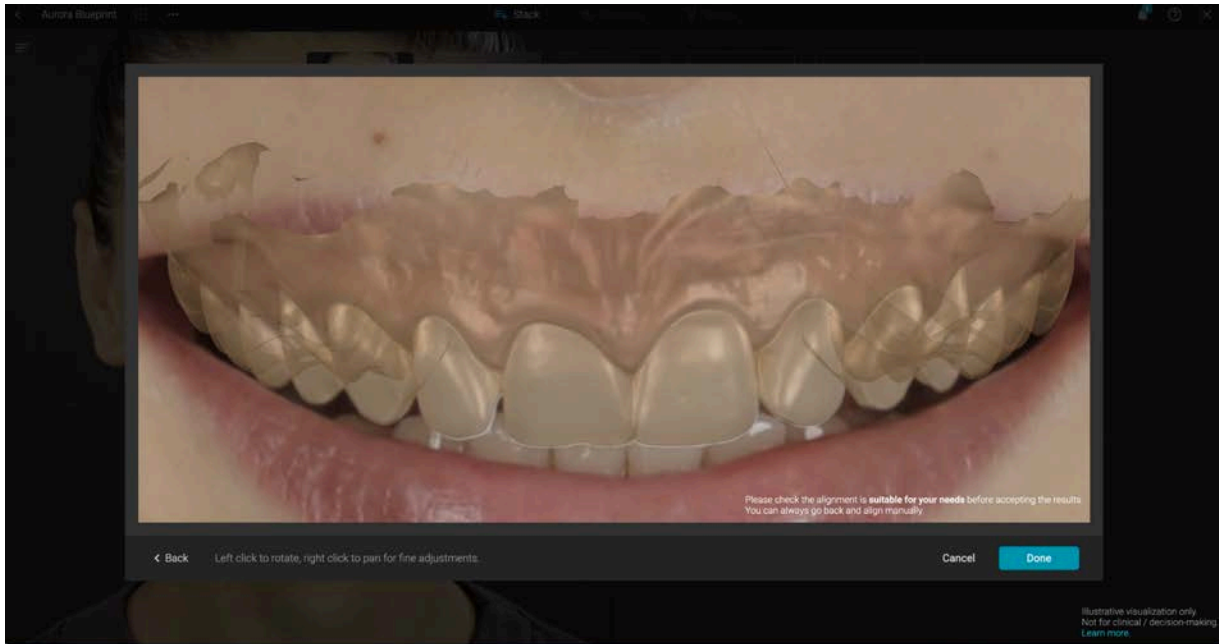 Aurora Blueprint
Stack
Please check the alignment is suitable for your needs before accepting the results
You can always go back and align manually
Back
Left click to rotate, right click to pan for fine adjustments.
Cancel
Done
Illustrative visualization only.
Not for clinical / decision-making.
Learn more.